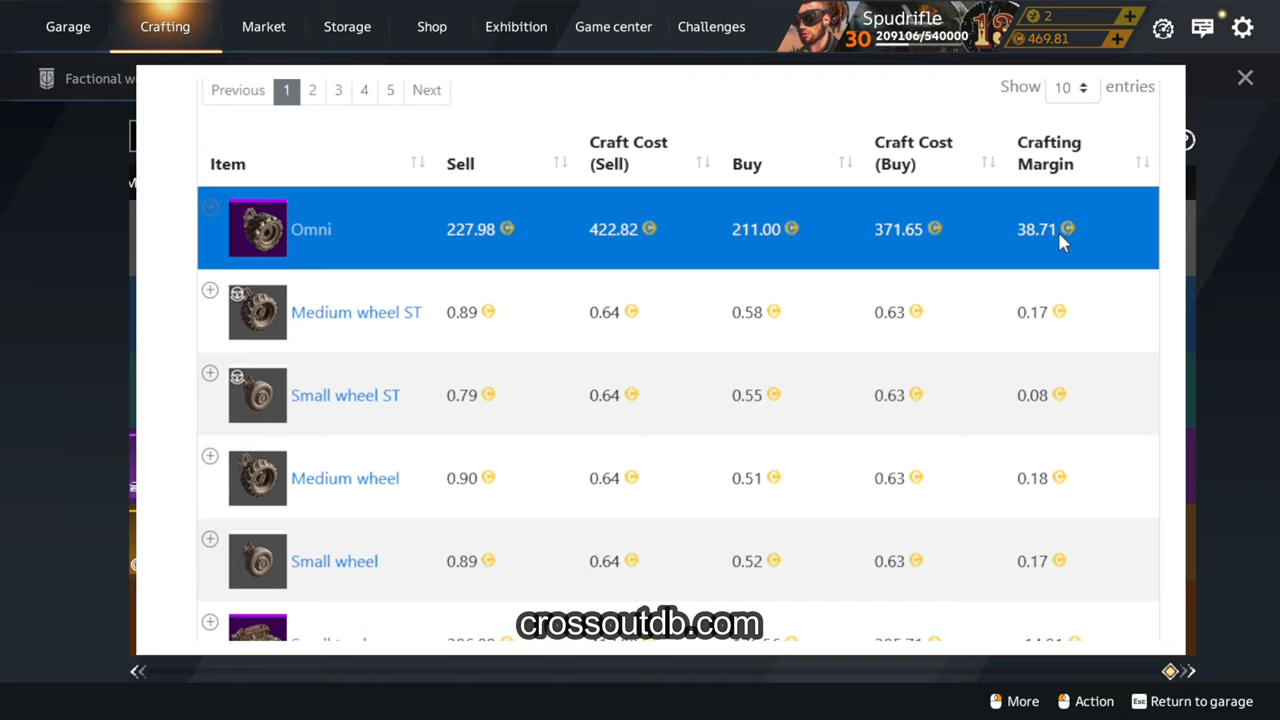 Garage Crafting Market Storage Shop Exhibition Game center Challenges
Spudrifle
30 209106/540000
2
469.81
Factional w
Previous 1 2 3 4 5 Next
Show 10 entries
Item Sell Craft Cost (Sell) Buy Craft Cost (Buy) Crafting Margin
Omni 227.98 422.82 211.00 371.65 38.71
Medium wheel ST 0.89 0.64 0.58 0.63 0.17
Small wheel ST 0.79 0.64 0.55 0.63 0.08
Medium wheel 0.90 0.64 0.51 0.63 0.18
Small wheel 0.89 0.64 0.52 0.63 0.17
crossoutdb.com
More Action Esc Return to garage